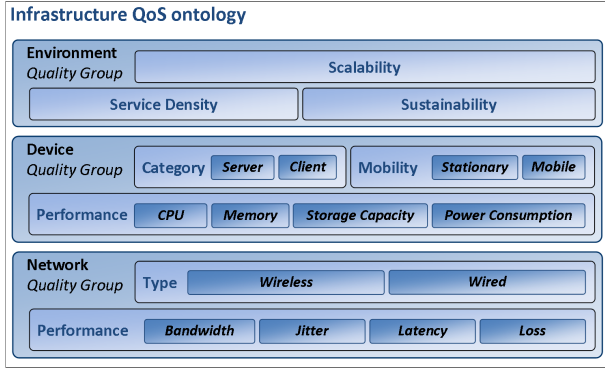 Infrastructure QoS ontology
Environment
Quality Group
Scalability
Service Density Sustainability
Device
Quality Group
Category Server Client Mobility Stationary Mobile
Performance CPU Memory Storage Capacity Power Consumption
Network
Quality Group
Type Wireless Wired
Performance Bandwidth Jitter Latency Loss